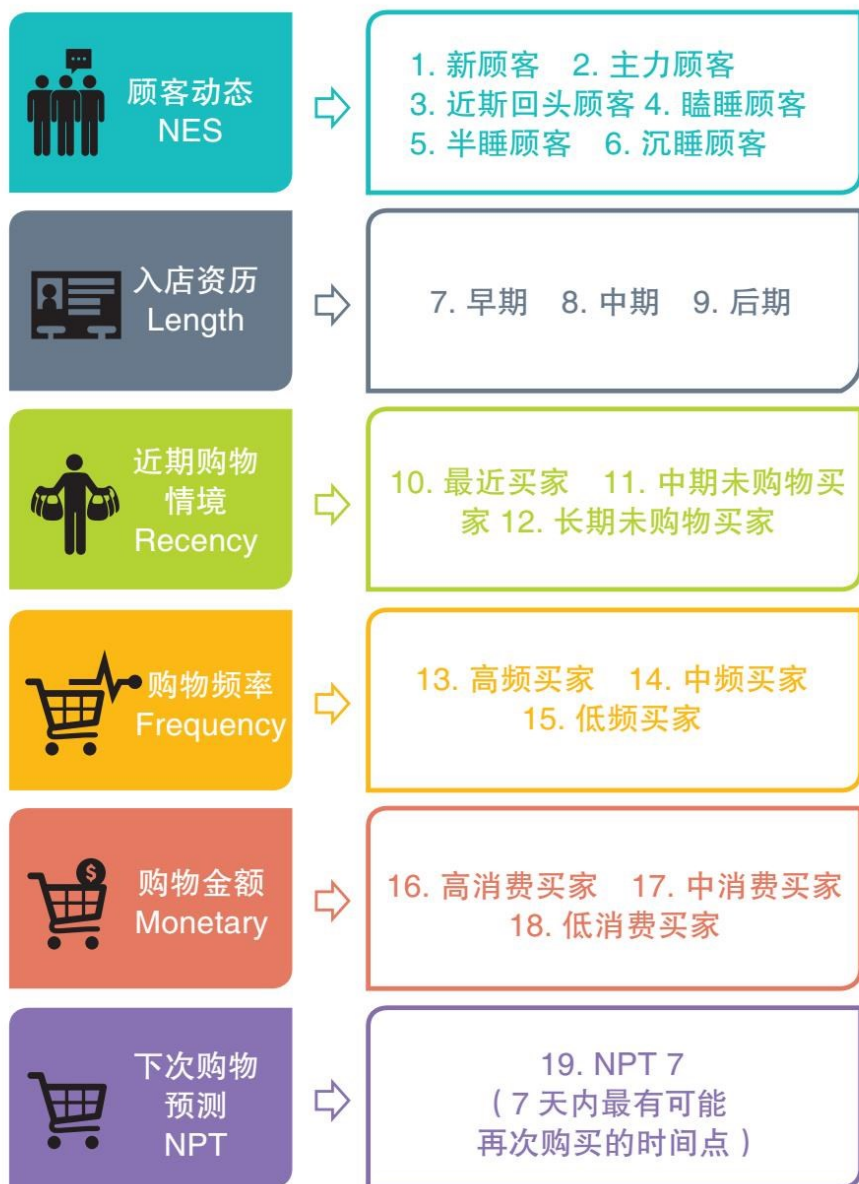 顾客动态
NES
1. 新顾客 2. 主力顾客
3. 近斯回头顾客 4. 瞌睡顾客
5. 半睡顾客 6. 沉睡顾客
入店资历
Length
7. 早期 8. 中期 9. 后期
近期购物
情境
Recency
10. 最近买家 11. 中期未购物买
家 12. 长期未购物买家
购物频率
Frequency
13. 高频买家 14. 中频买家
15. 低频买家
$
购物金额
Monetary
16. 高消费买家 17. 中消费买家
18. 低消费买家
下次购物
预测
NPT
19. NPT 7
( 7 天内最有可能
再次购买的时间点 )